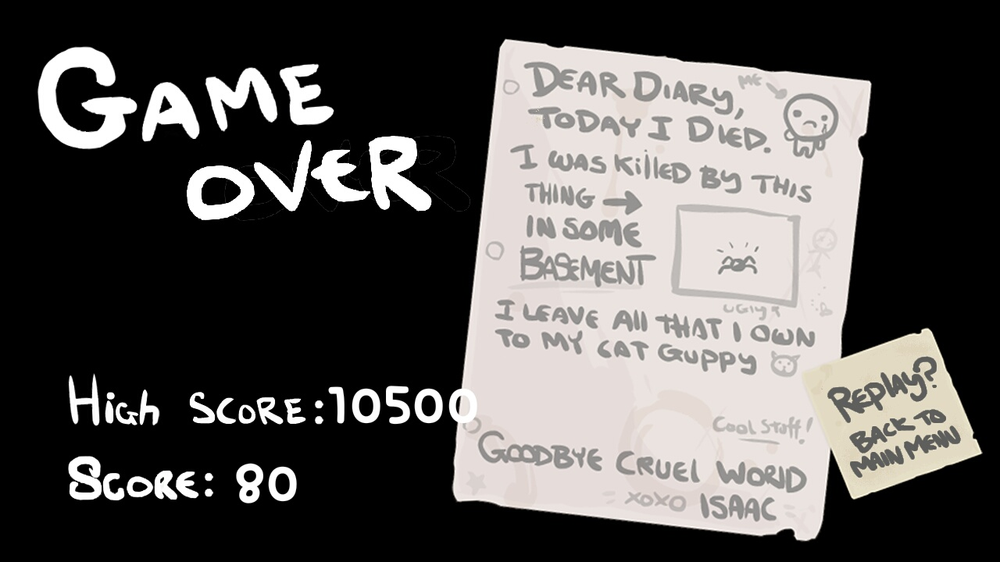 GAME
OVER
HIGH SCORE:10500
SCORE: 80
DEAR DIARY,
ME
TODAY I DIED.
I WAS KILLED BY THIS
THING
IN SOME
BASEMENT
UGLY
I LEAVE ALL THAT I OWN
TO MY CAT GUPPY
COOL STUFF!
GOODBYE CRUEL WORLD
XOXO ISAAC
REPLAY?
BACK TO
MAIN MENU